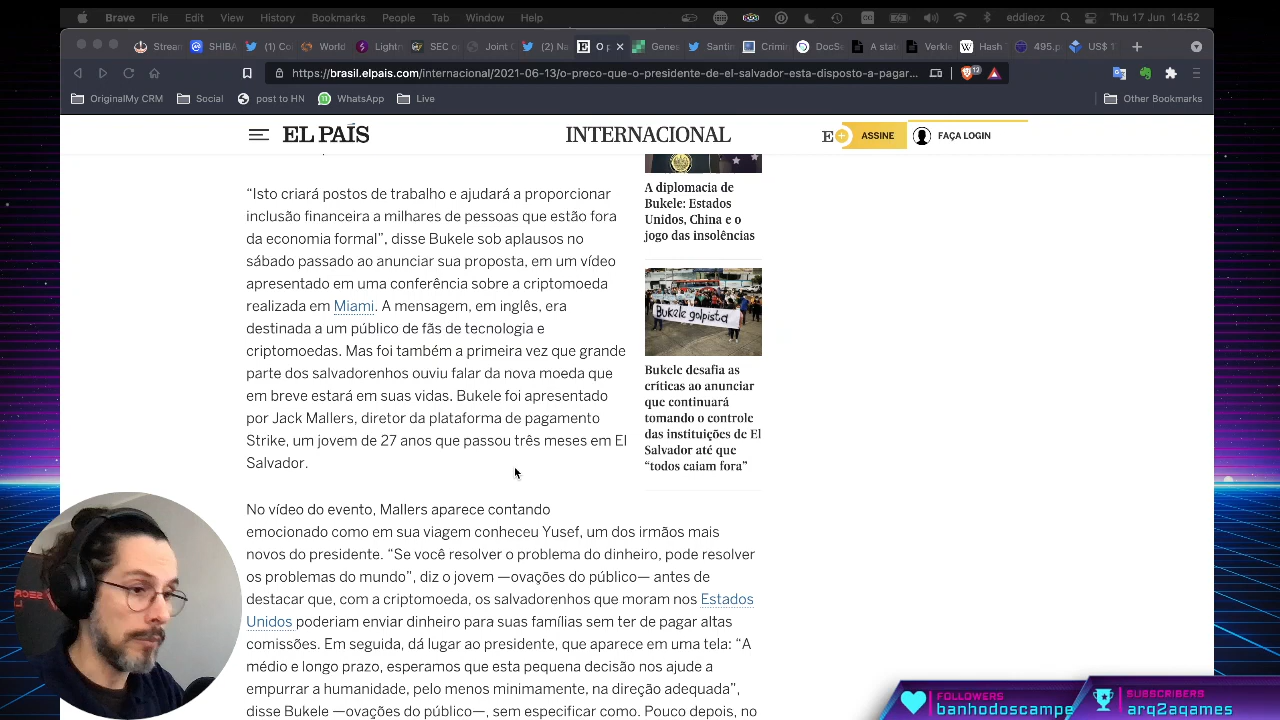 Brave File Edit View History Bookmarks People Tab Window Help eddieoz Thu 17 Jun 14:52
Stream SHIBA (1) Co World Lightn SEC o Joint (2) Na O p Genes Santin Crimin DocSe A state Verkle Hash 495.p US$ 1.
https://brasil.elpais.com/internacional/2021-06-13/o-preco-que-o-presidente-de-el-salvador-esta-disposto-a-pagar... 12
OriginalMy CRM Social post to HN WhatsApp Live Other Bookmarks
EL PAÍS INTERNACIONAL E+ ASSINE FAÇA LOGIN
“Isto criará postos de trabalho e ajudará a proporcionar
inclusão financeira a milhares de pessoas que estão fora
da economia formal”, disse Bukele sob aplausos no
sábado passado ao anunciar sua proposta em um vídeo
apresentado em uma conferência sobre criptomoeda
realizada em Miami. A mensagem, em inglês, era
destinada a um público de fãs de tecnologia e
criptomoedas. Mas foi também a primeira vez que grande
parte dos salvadorenhos ouviu falar da nova moeda que
em breve estará em suas vidas. Bukele foi apresentado
por Jack Mallers, diretor da plataforma de pagamento
Strike, um jovem de 27 anos que passou três meses em El
Salvador.
No vídeo do evento, Mallers aparece contando
emocionado como em sua viagem conheceu Yusef, um dos irmãos mais
novos do presidente. “Se você resolver o problema do dinheiro, pode resolver
os problemas do mundo”, diz o jovem —ovação do público— antes de
destacar que, com a criptomoeda, os salvadorenhos que moram nos Estados
Unidos poderiam enviar dinheiro para suas famílias sem ter de pagar altas
comissões. Em seguida, dá lugar ao presidente, que aparece em uma tela: “A
médio e longo prazo, esperamos que esta pequena decisão nos ajude a
empurrar a humanidade, pelo menos minimamente, na direção adequada”,
disse Bukele —ovação do público—, sem especificar como. Pouco depois, no
A diplomacia de
Bukele: Estados
Unidos, China e o
jogo das insolências
Bukele golpista
Bukele desafia as
críticas ao anunciar
que continuará
tomando o controle
das instituições de El
Salvador até que
“todos caiam fora”
FOLLOWERS
banhodoscampe
SUBSCRIBERS
arq2agames